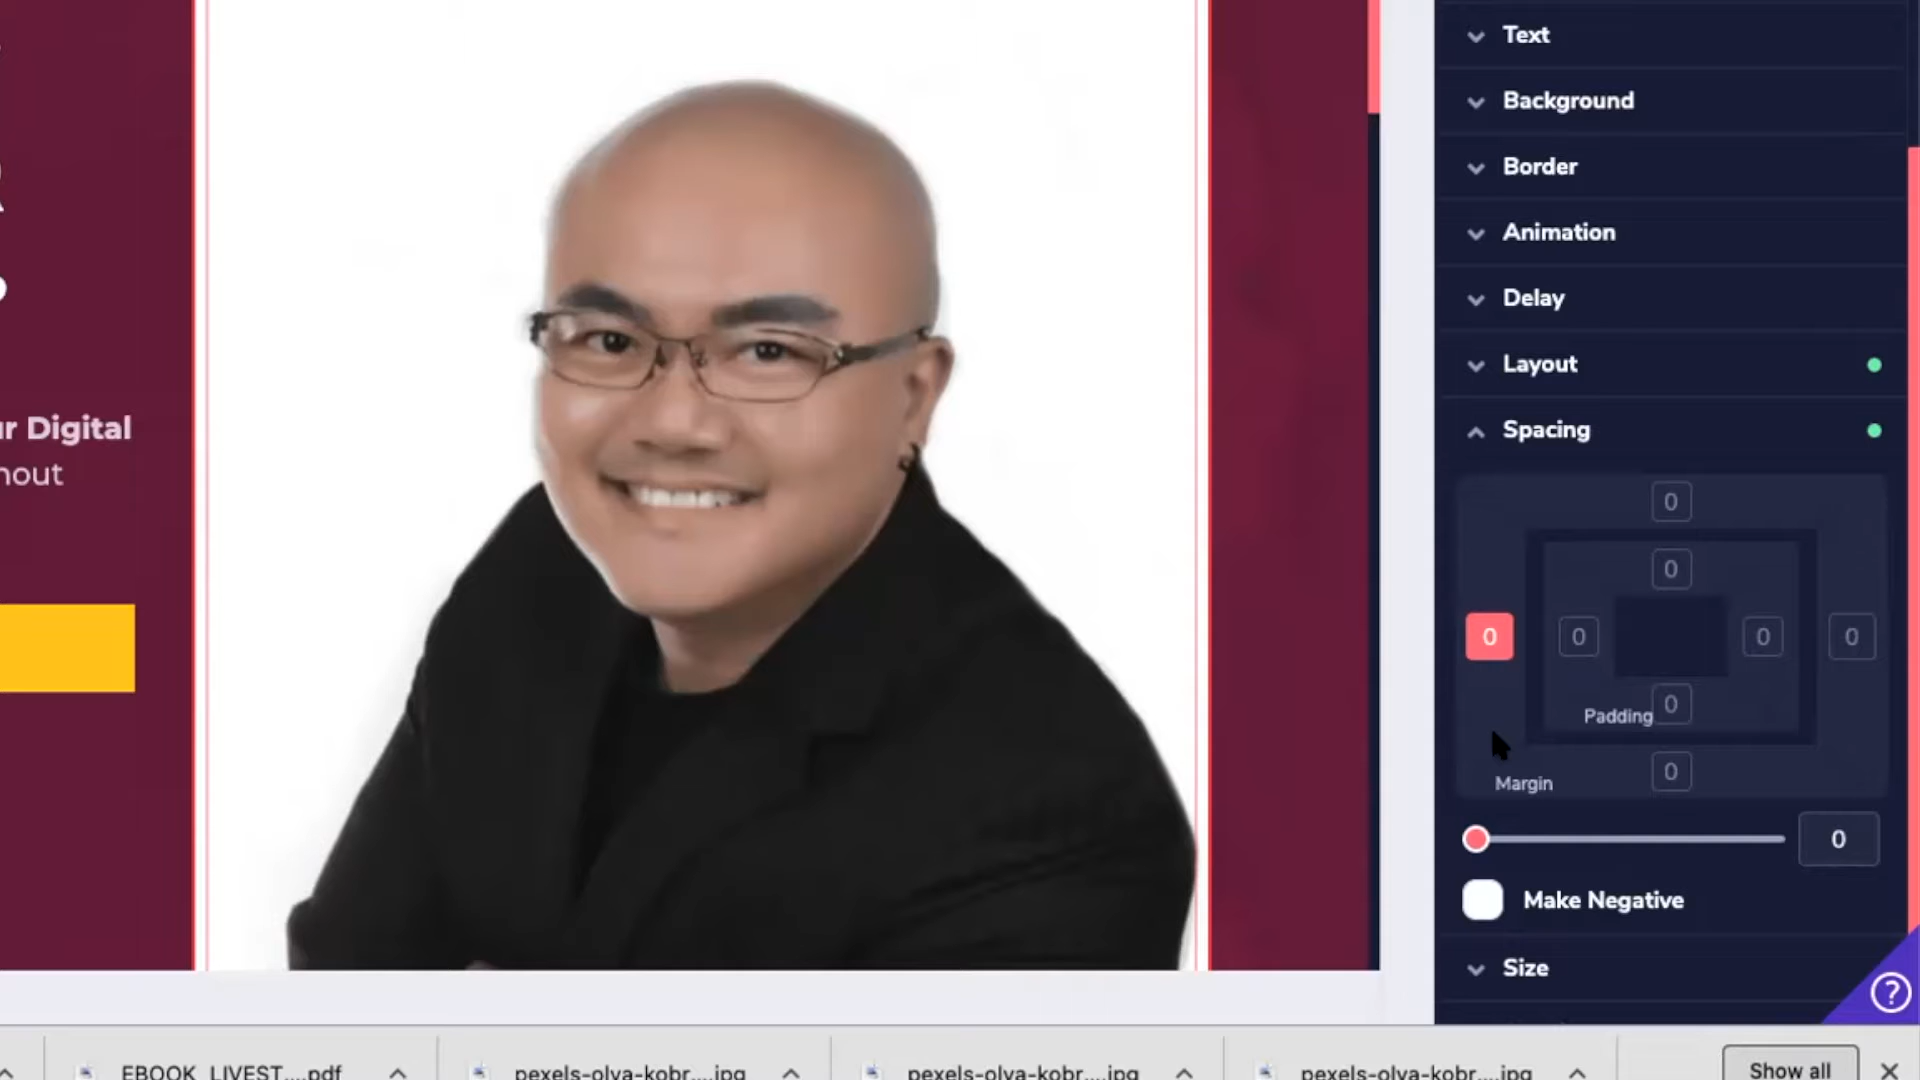 ur Digital
hout
Text
Background
Border
Animation
Delay
Layout
Spacing
0
0
0
0
0
0
Padding
0
Margin
0
0
Make Negative
Size
?
EBOOK_LIVEST....pdf
pexels-olya-kobr....jpg
pexels-olya-kobr....jpg
pexels-olya-kobr....jpg
Show all